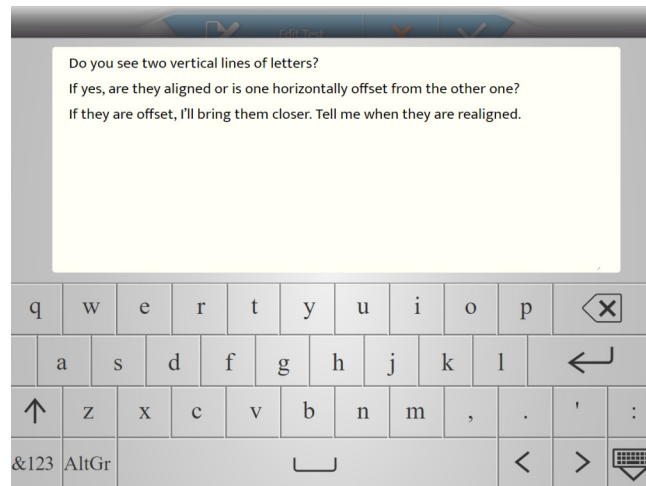 Edit Text
Do you see two vertical lines of letters?
If yes, are they aligned or is one horizontally offset from the other one?
If they are offset, I’ll bring them closer. Tell me when they are realigned.
q w e r t y u i o p
a s d f g h j k l
z x c v b n m , . ' :
&123 AltGr < >